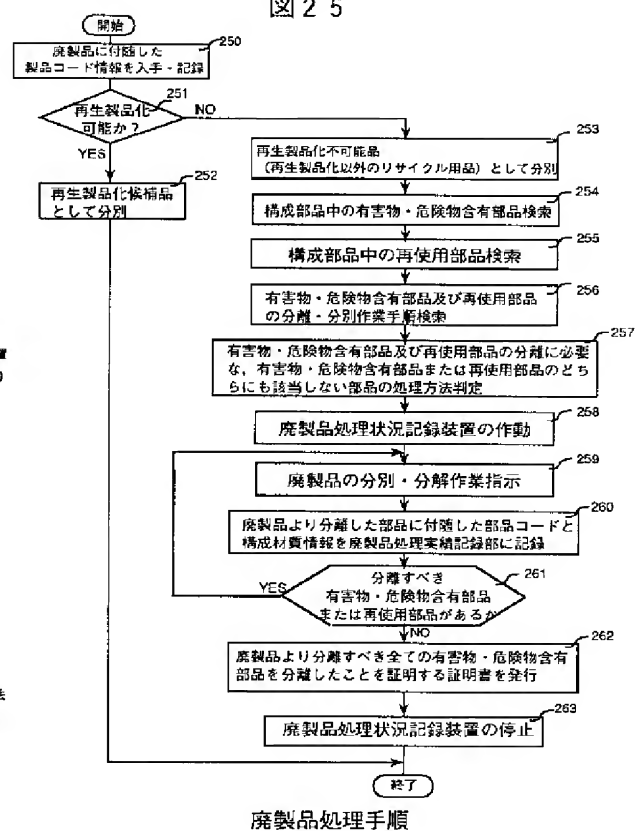 図25
開始
250
廃製品に付随した
製品コード情報を入手・記録
251
再生製品化
可能か？
NO
YES
252
再生製品化候補品
として分別
253
再生製品化不可能品
（再生製品化以外のリサイクル用品）として分別
254
構成部品中の有害物・危険物含有部品検索
255
構成部品中の再使用部品検索
256
有害物・危険物含有部品及び再使用部品
の分離・分別作業手順検索
257
有害物・危険物含有部品及び再使用部品の分離に必要
な，有害物・危険物含有部品または再使用部品のどち
らにも該当しない部品の処理方法判定
258
廃製品処理状況記録装置の作動
259
廃製品の分別・分解作業指示
260
廃製品より分離した部品に付随した部品コードと
構成材質情報を廃製品処理実績記録部に記録
261
分離すべき
有害物・危険物含有部品
または再使用部品があるか
YES
NO
262
廃製品より分離すべき全ての有害物・危険物含有
部品を分離したことを証明する証明書を発行
263
廃製品処理状況記録装置の停止
終了
廃製品処理手順